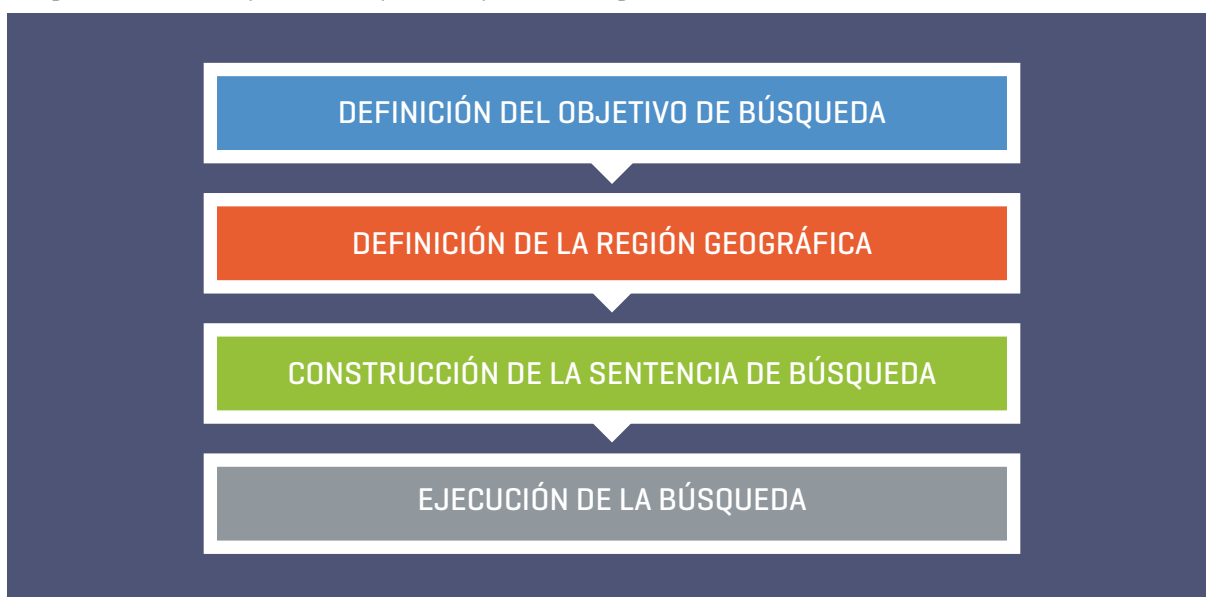 DEFINICIÓN DEL OBJETIVO DE BÚSQUEDA
DEFINICIÓN DE LA REGIÓN GEOGRÁFICA
CONSTRUCCIÓN DE LA SENTENCIA DE BÚSQUEDA
EJECUCIÓN DE LA BÚSQUEDA